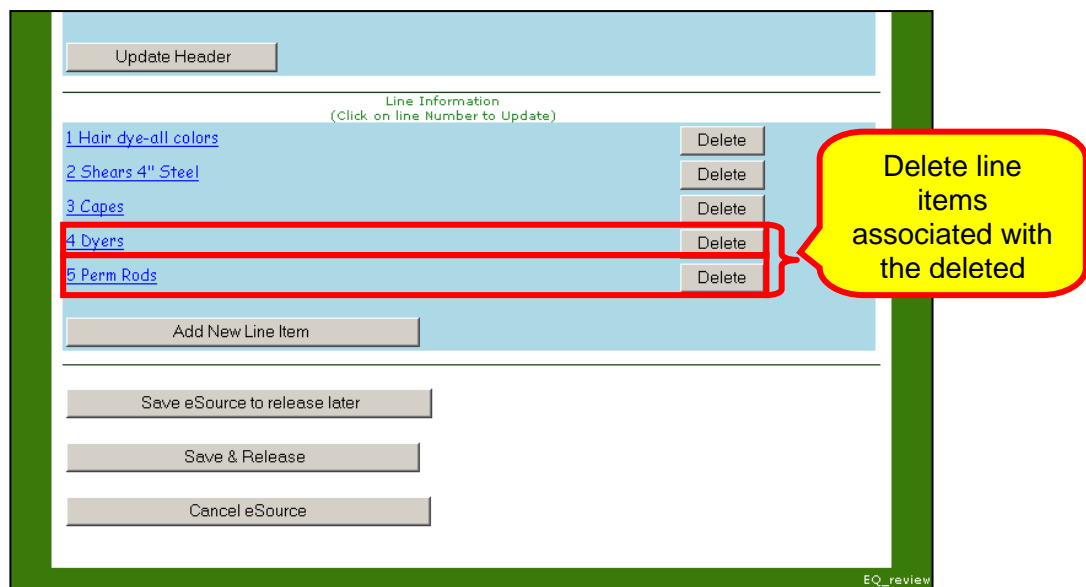 Update Header
Line Information
(Click on line Number to Update)
1 Hair dye-all colors Delete
2 Shears 4" Steel Delete
3 Capes Delete
4 Dyers Delete
5 Perm Rods Delete
Delete line
items
associated with
the deleted
Add New Line Item
Save eSource to release later
Save & Release
Cancel eSource
EQ_review